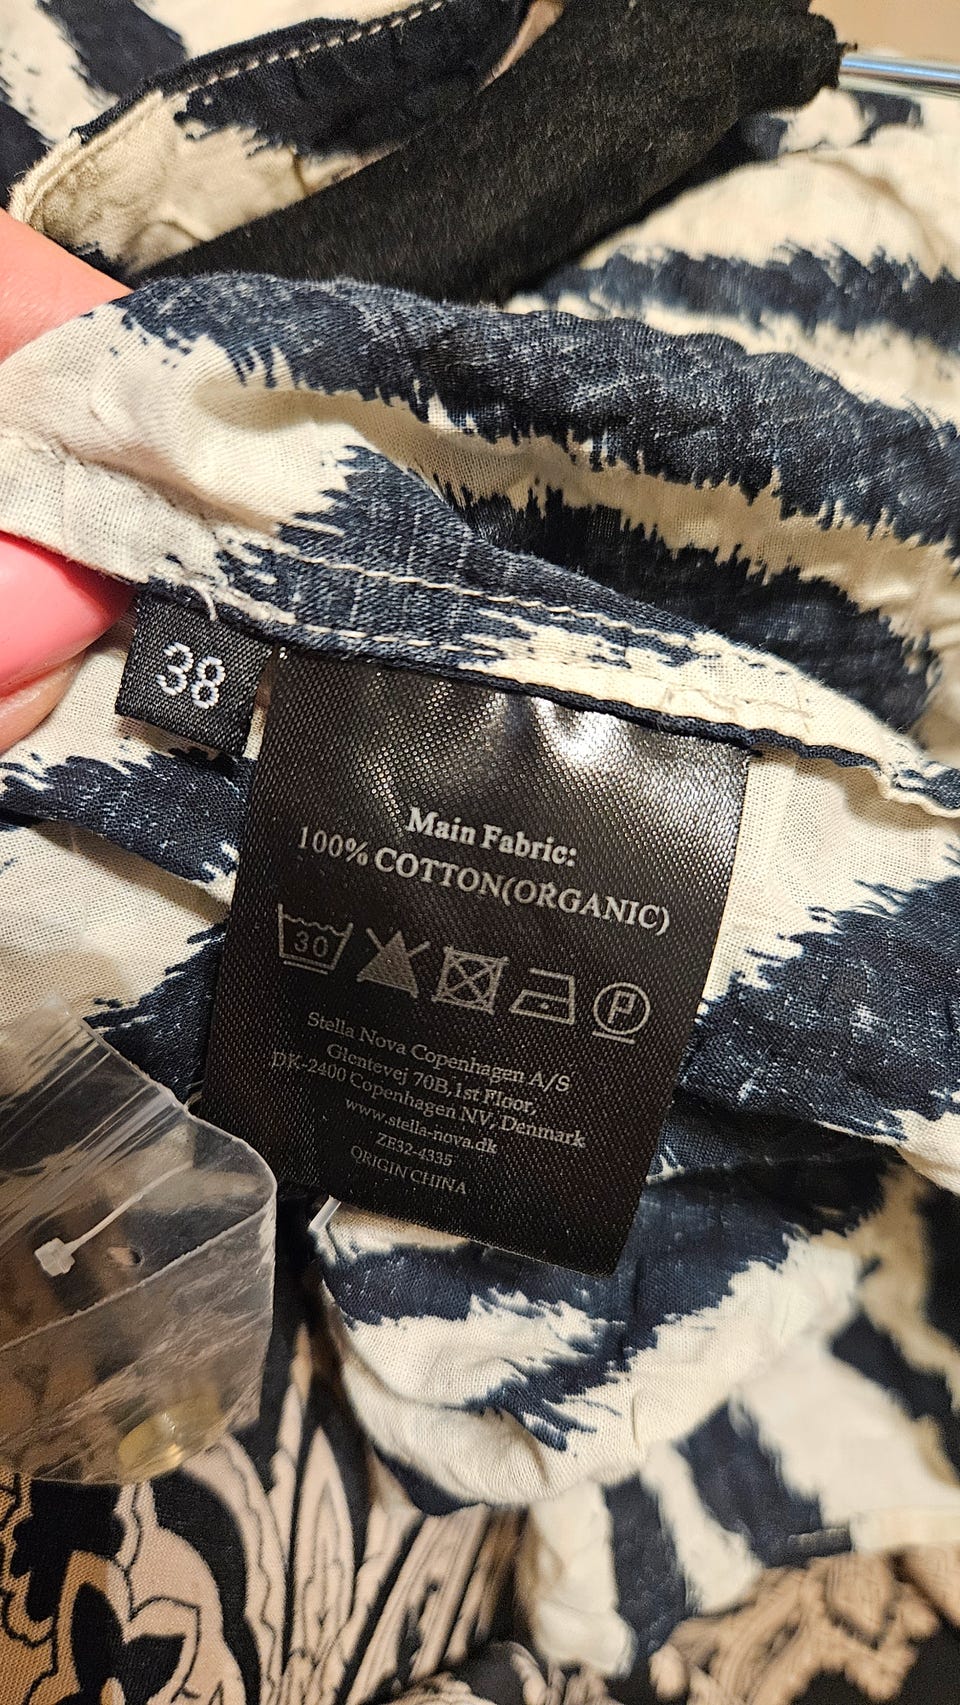 38
Main Fabric:
100% COTTON(ORGANIC)
30
P
Stella Nova Copenhagen A/S
Glentevej 70B,1st Floor,
DK-2400 Copenhagen NV, Denmark
www.stella-nova.dk
ZE32-4335
ORIGIN CHINA